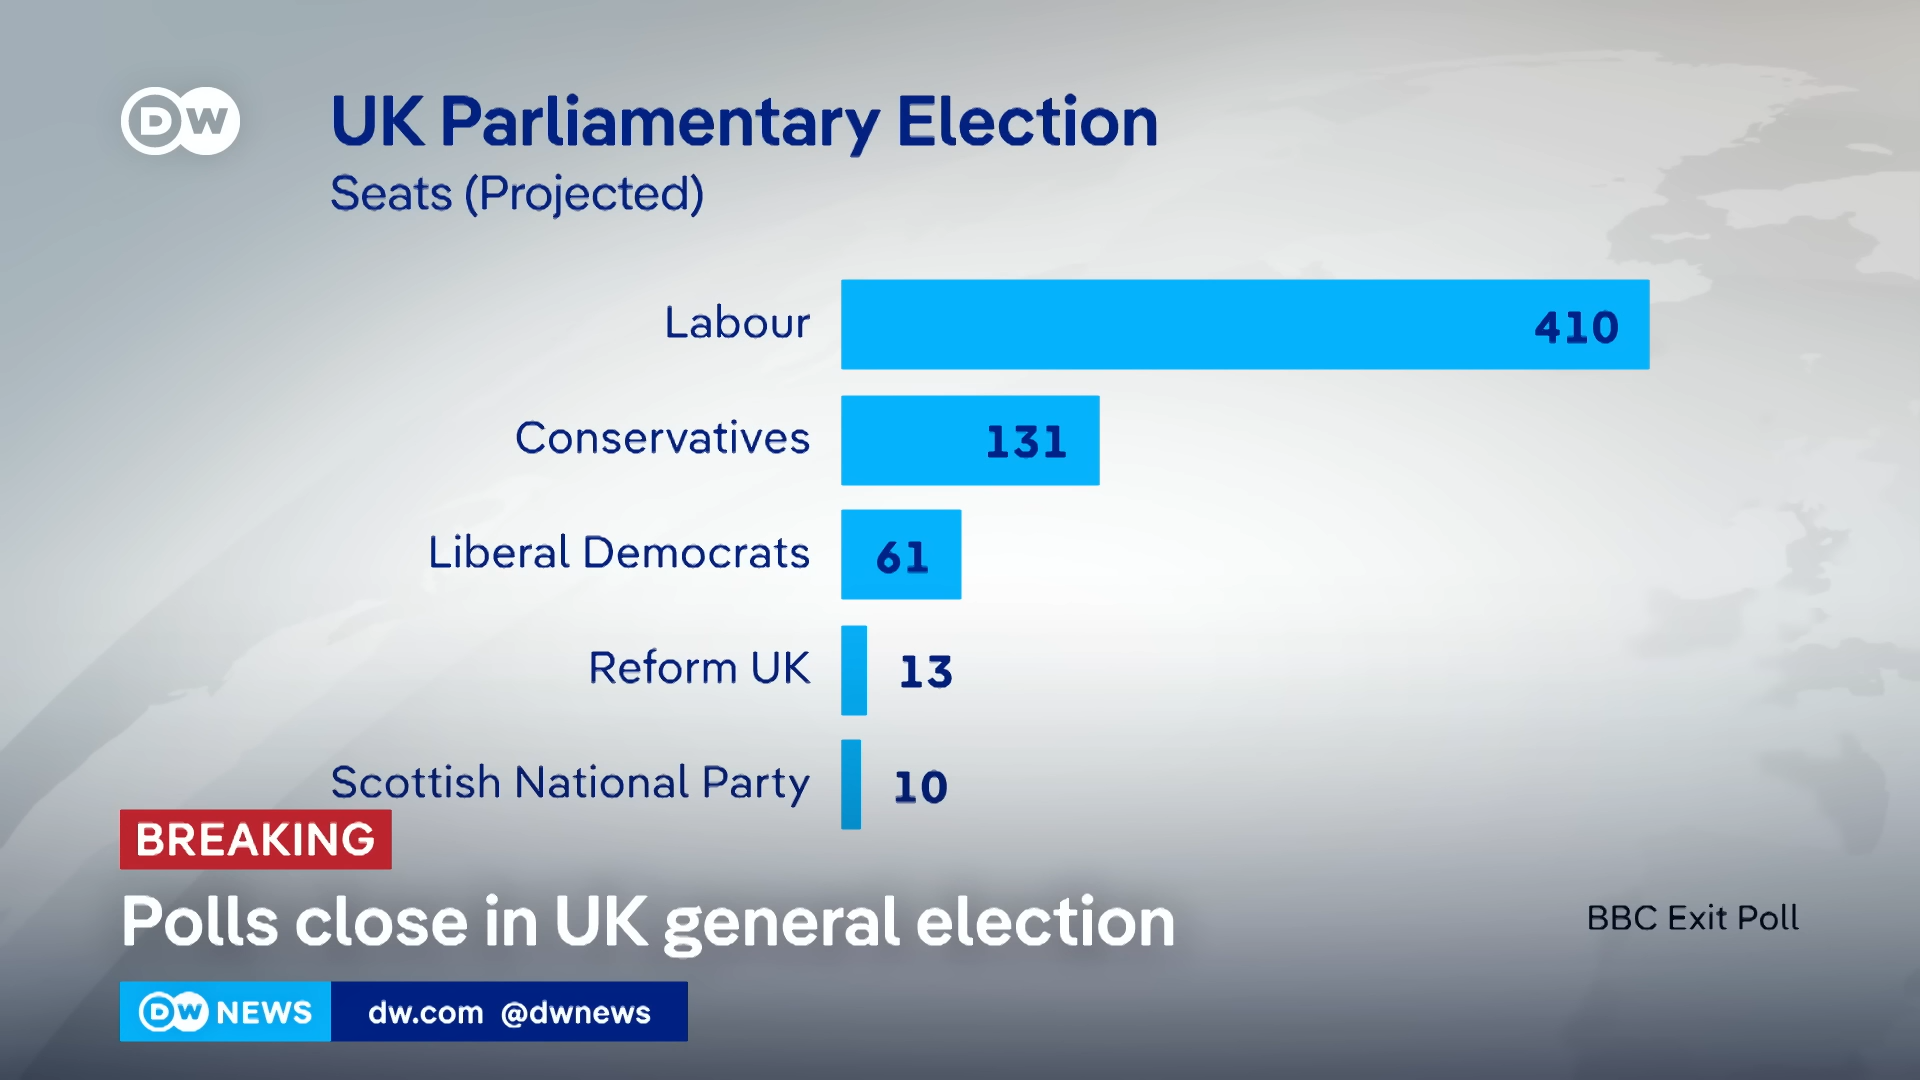 DW
UK Parliamentary Election
Seats (Projected)
Labour 410
Conservatives 131
Liberal Democrats 61
Reform UK 13
Scottish National Party 10
BREAKING
Polls close in UK general election
BBC Exit Poll
DW NEWS dw.com @dwnews